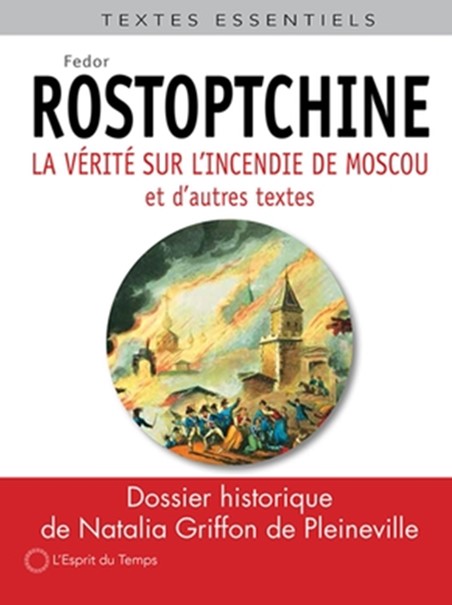 TEXTES ESSENTIELS
Fedor
ROSTOPTCHINE
LA VÉRITÉ SUR L'INCENDIE DE MOSCOU
et d'autres textes
Dossier historique
de Natalia Griffon de Pleineville
L'Esprit du Temps